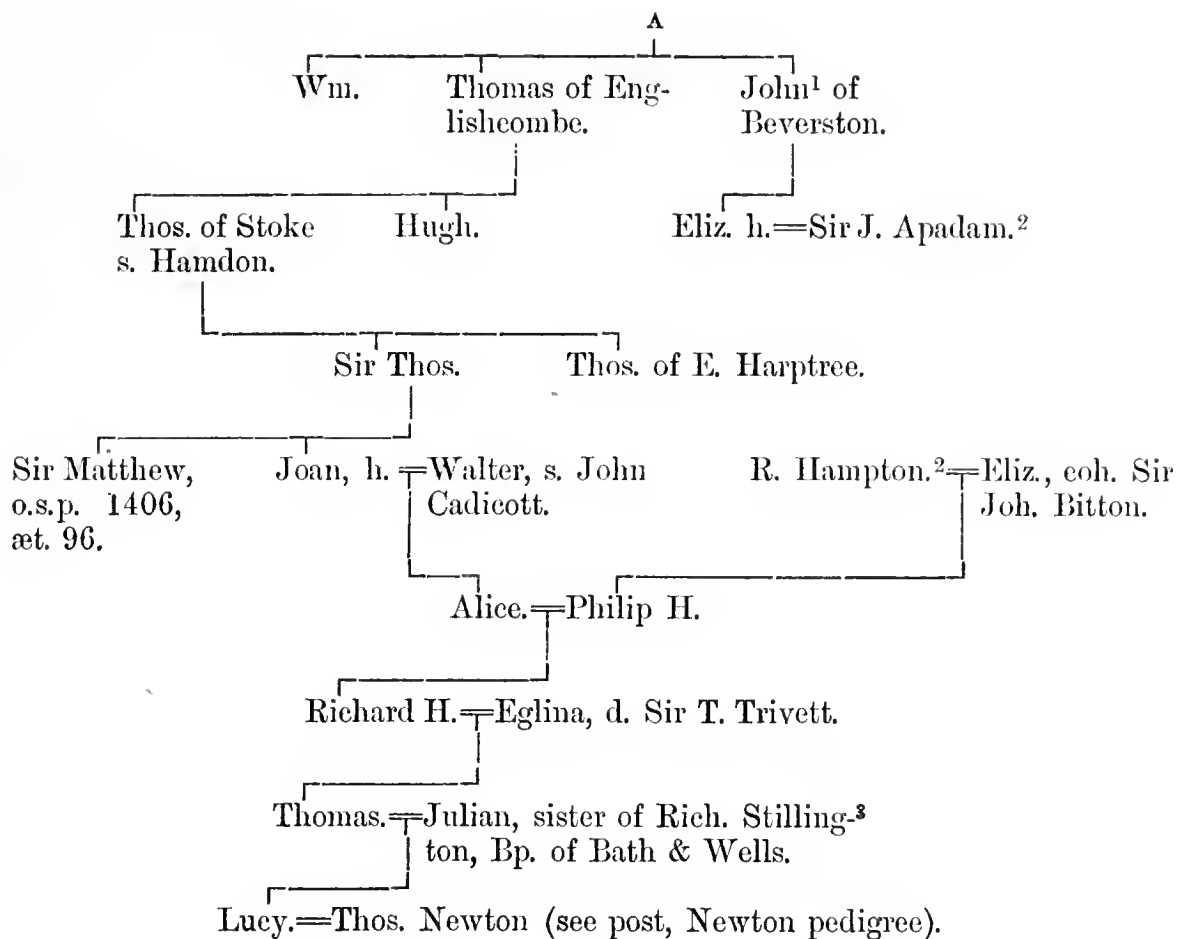 A
Wm. Thomas of Eng- John¹ of
lishcombe. Beverston.
Thos. of Stoke Hugh. Eliz. h.=Sir J. Apadam.²
s. Hamdon.
Sir Thos. Thos. of E. Harptree.
Sir Matthew, Joan, h.=Walter, s. John R. Hampton.²=Eliz., coh. Sir
o.s.p. 1406, Cadicott. Joh. Bitton.
æt. 96.
Alice.=Philip H.
Richard H.=Eglina, d. Sir T. Trivett.
Thomas.=Julian, sister of Rich. Stilling-³
ton, Bp. of Bath & Wells.
Lucy.=Thos. Newton (see post, Newton pedigree).